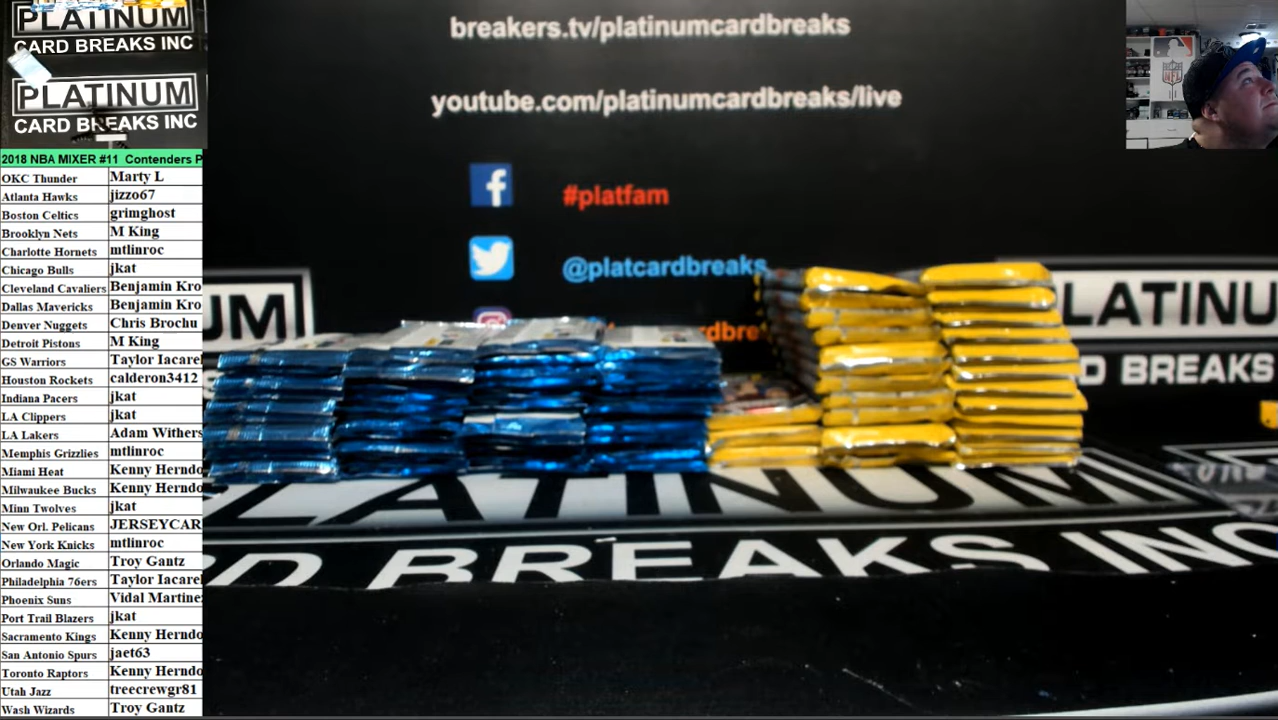 PLATINUM
CARD BREAKS INC
PLATINUM
CARD BREAKS INC
breakers.tv/platinumcardbreaks
youtube.com/platinumcardbreaks/live
#platfam
@platcardbreaks
cardbre
2018 NBA MIXER #11 Contenders P
OKC Thunder Marty L
Atlanta Hawks jizzo67
Boston Celtics grimghost
Brooklyn Nets M King
Charlotte Hornets mtlinroc
Chicago Bulls jkat
Cleveland Cavaliers Benjamin Kro
Dallas Mavericks Benjamin Kro
Denver Nuggets Chris Brochu
Detroit Pistons M King
GS Warriors Taylor Iacarel
Houston Rockets calderon3412
Indiana Pacers jkat
LA Clippers jkat
LA Lakers Adam Withers
Memphis Grizzlies mtlinroc
Miami Heat Kenny Herndo
Milwaukee Bucks Kenny Herndo
Minn Twolves jkat
New Orl. Pelicans JERSEYCAR
New York Knicks mtlinroc
Orlando Magic Troy Gantz
Philadelphia 76ers Taylor Iacarel
Phoenix Suns Vidal Martine
Port Trail Blazers jkat
Sacramento Kings Kenny Herndo
San Antonio Spurs jaet63
Toronto Raptors Kenny Herndo
Utah Jazz treecrewgr81
Wash Wizards Troy Gantz
UM
PLATINU
D BREAKS
PLATINUM
RD BREAKS INC
NFL